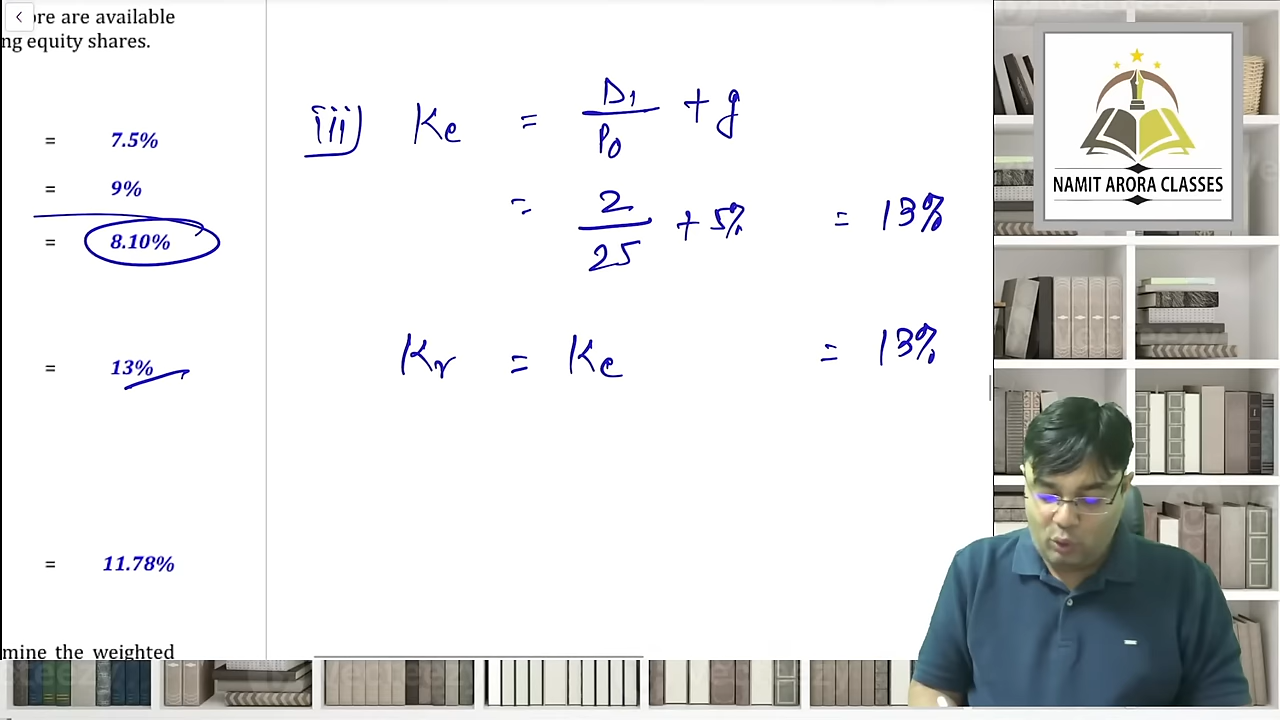 ore are available
ng equity shares.
= 7.5%
= 9%
= 8.10%
= 13%
= 11.78%
mine the weighted
iii) Ke = D1/P0 + g
= 2/25 + 5% = 13%
Kr = Ke = 13%
NAMIT ARORA CLASSES